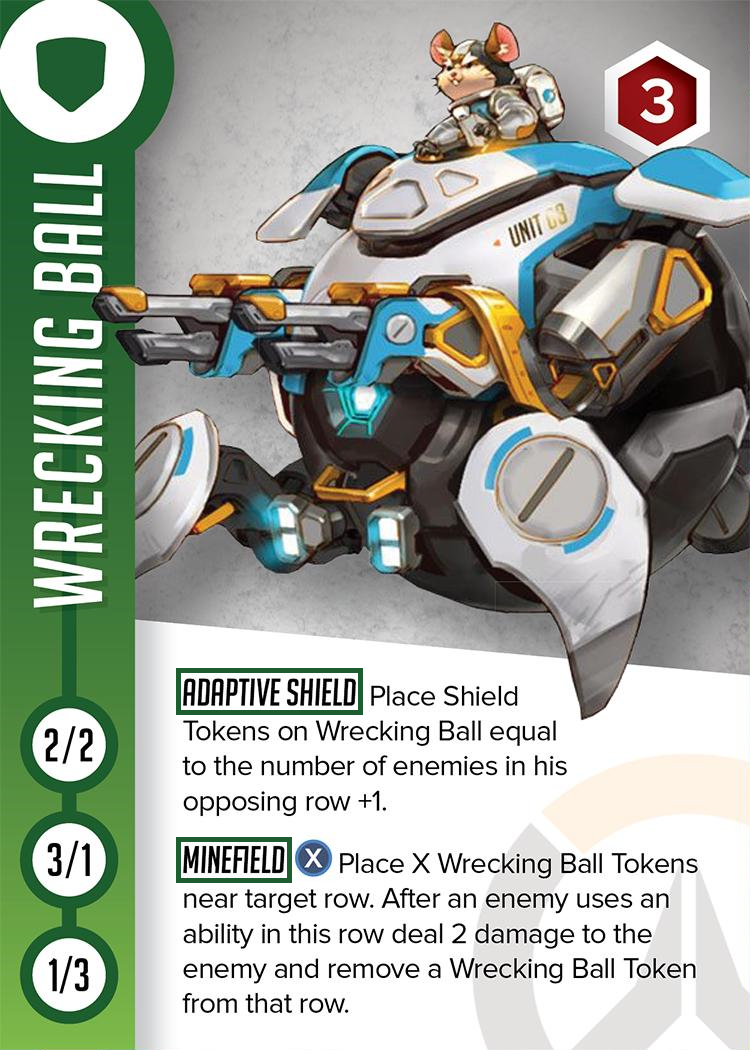 3
UNIT 03
WRECKING BALL
2/2
3/1
1/3
ADAPTIVE SHIELD Place Shield
Tokens on Wrecking Ball equal
to the number of enemies in his
opposing row +1.
MINEFIELD X Place X Wrecking Ball Tokens
near target row. After an enemy uses an
ability in this row deal 2 damage to the
enemy and remove a Wrecking Ball Token
from that row.